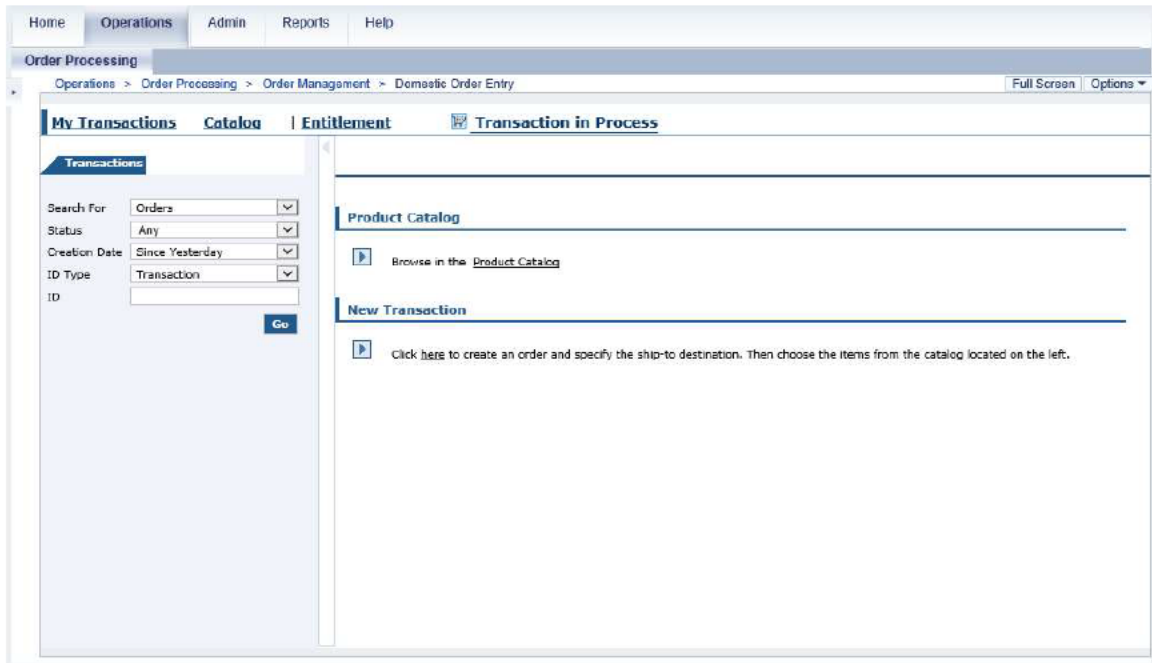 Home Operations Admin Reports Help
Order Processing
Operations > Order Processing > Order Management > Domestic Order Entry Full Screen Options
My Transactions Catalog | Entitlement Transaction in Process
Transactions
Search For Orders
Status Any
Creation Date Since Yesterday
ID Type Transaction
ID
Go
Product Catalog
Browse in the Product Catalog
New Transaction
Click here to create an order and specify the ship-to destination. Then choose the items from the catalog located on the left.